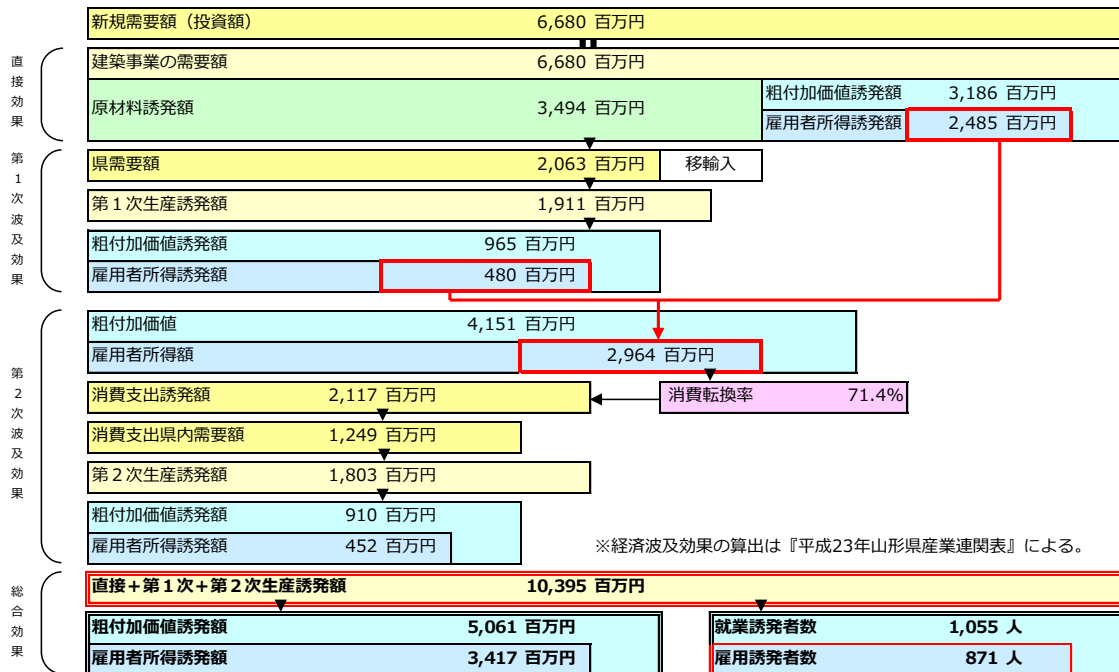 新規需要額（投資額） 6,680 百万円
直接効果
建築事業の需要額 6,680 百万円
原材料誘発額 3,494 百万円
粗付加価値誘発額 3,186 百万円
雇用者所得誘発額 2,485 百万円
第1次波及効果
県需要額 2,063 百万円 移輸入
第１次生産誘発額 1,911 百万円
粗付加価値誘発額 965 百万円
雇用者所得誘発額 480 百万円
第2次波及効果
粗付加価値 4,151 百万円
雇用者所得額 2,964 百万円
消費支出誘発額 2,117 百万円 消費転換率 71.4%
消費支出県内需要額 1,249 百万円
第２次生産誘発額 1,803 百万円
粗付加価値誘発額 910 百万円
雇用者所得誘発額 452 百万円
※経済波及効果の算出は『平成23年山形県産業連関表』による。
総合効果
直接＋第１次＋第２次生産誘発額 10,395 百万円
粗付加価値誘発額 5,061 百万円 就業誘発者数 1,055 人
雇用者所得誘発額 3,417 百万円 雇用誘発者数 871 人